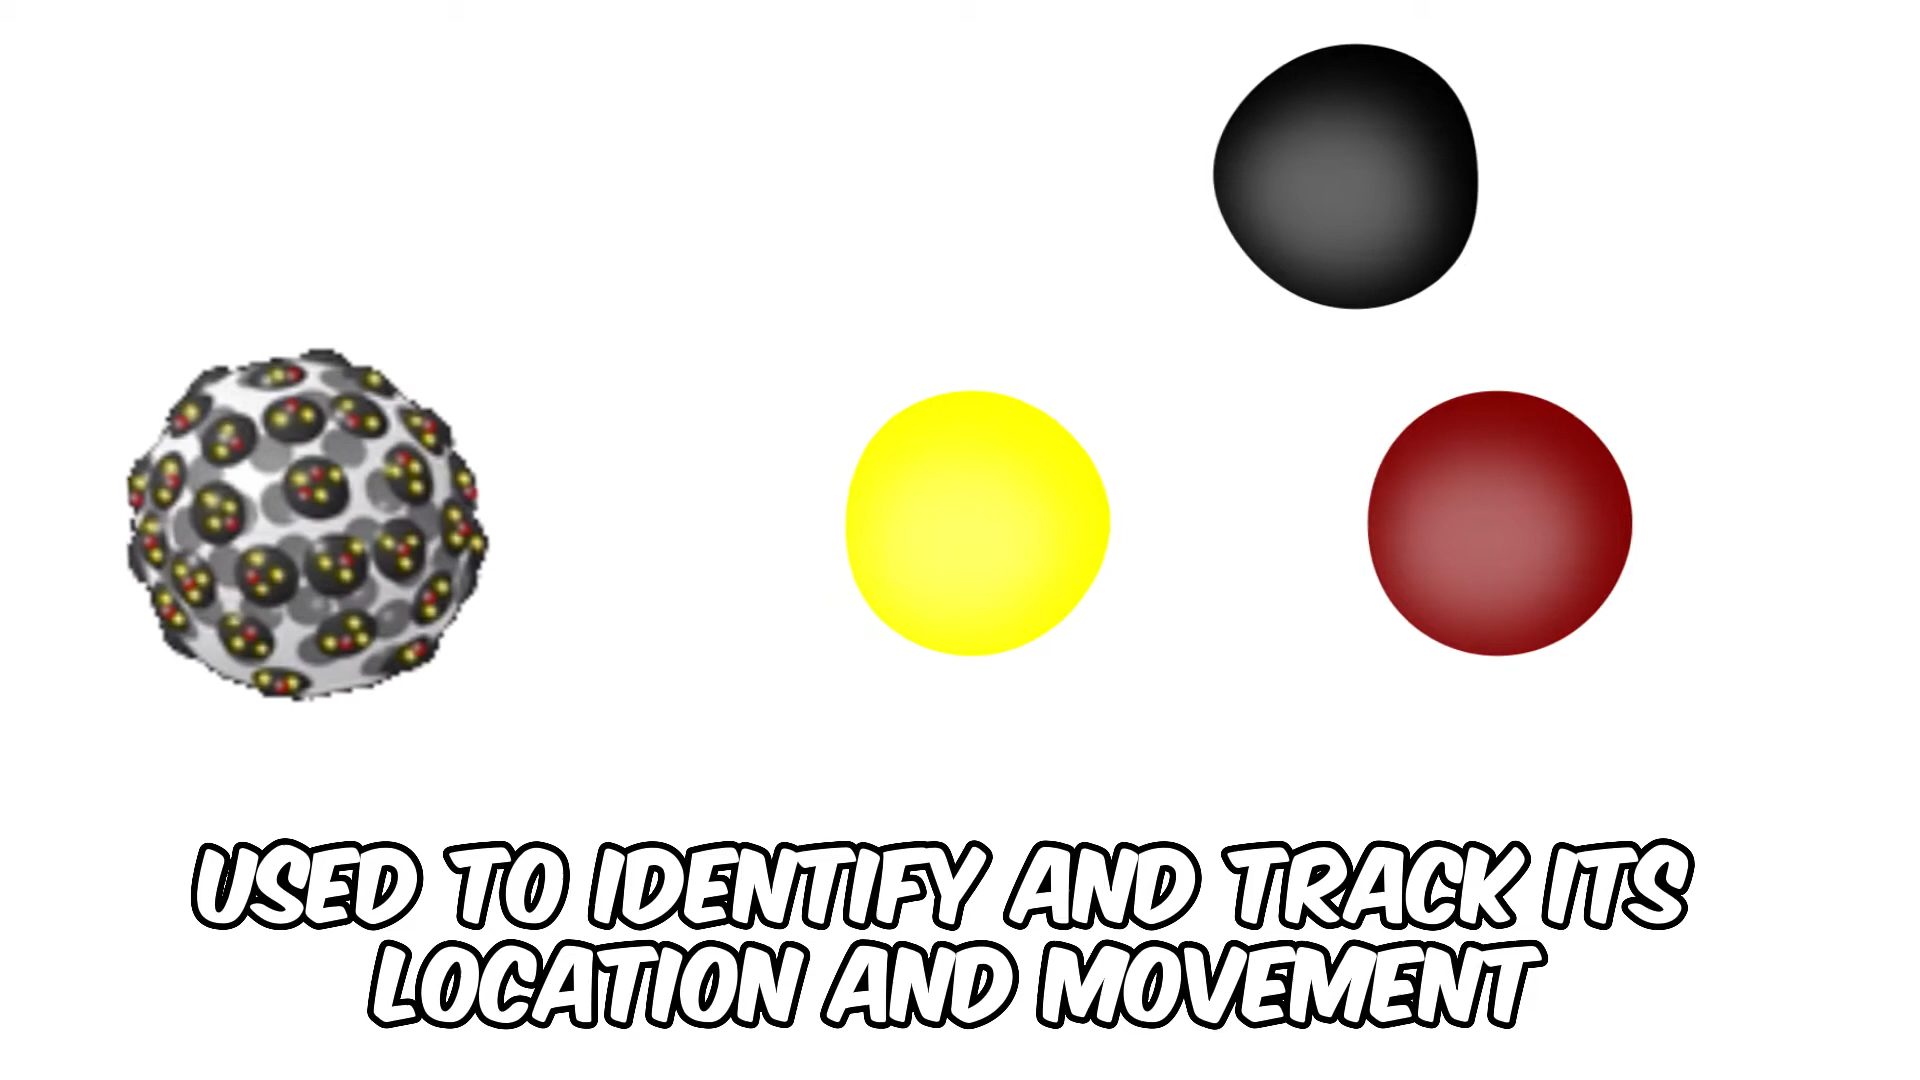 USED TO IDENTIFY AND TRACK ITS
LOCATION AND MOVEMENT